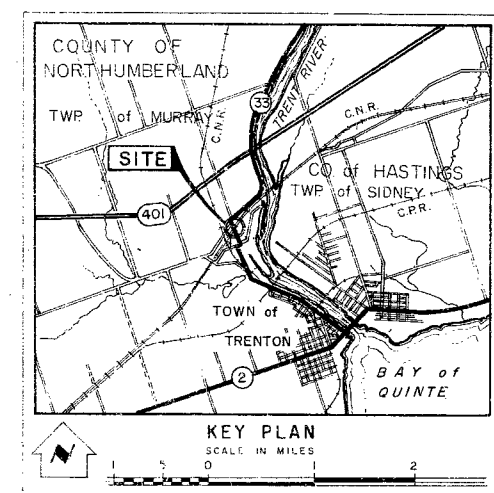 COUNTY OF
NORTHUMBERLAND
TWP. of MURRAY
C.N.R.
33
TRENT RIVER
C.N.R.
SITE
CO. of HASTINGS
TWP. of SIDNEY
C.P.R.
401
TOWN of
TRENTON
2
BAY of
QUINTE
N
KEY PLAN
SCALE IN MILES
1 .5 0 1 2